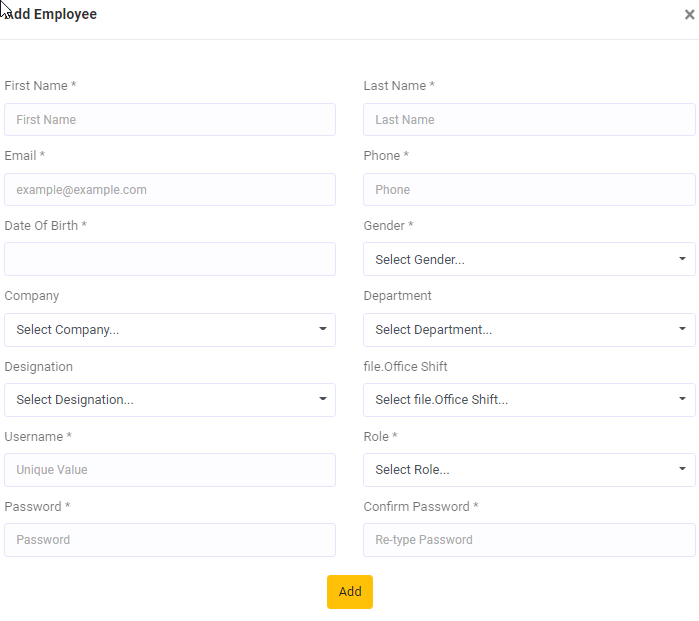 Add Employee ×
First Name * Last Name *
First Name Last Name
Email * Phone *
example@example.com Phone
Date Of Birth * Gender *
Select Gender...
Company Department
Select Company... Select Department...
Designation file.Office Shift
Select Designation... Select file.Office Shift...
Username * Role *
Unique Value Select Role...
Password * Confirm Password *
Password Re-type Password
Add